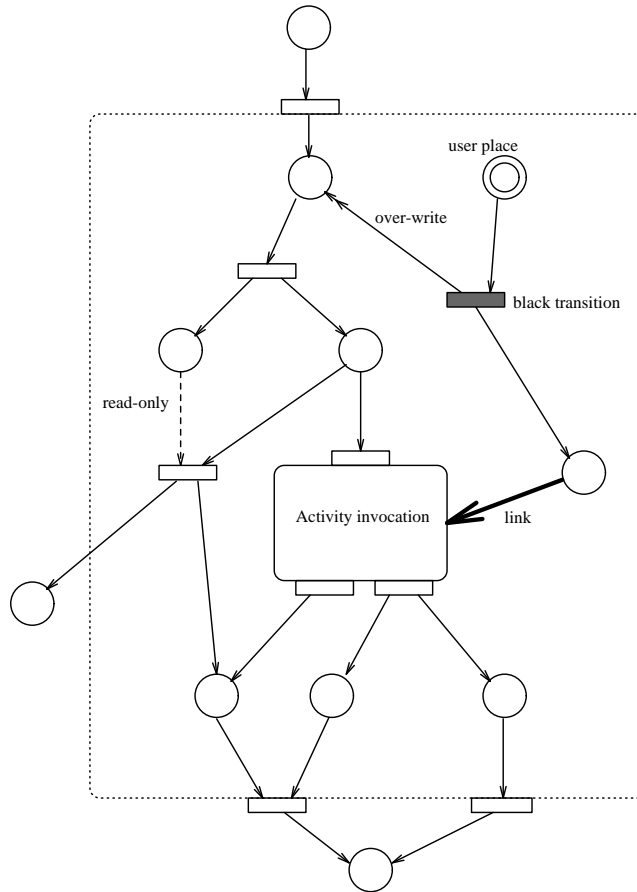 user place
over-write
black transition
read-only
Activity invocation
link